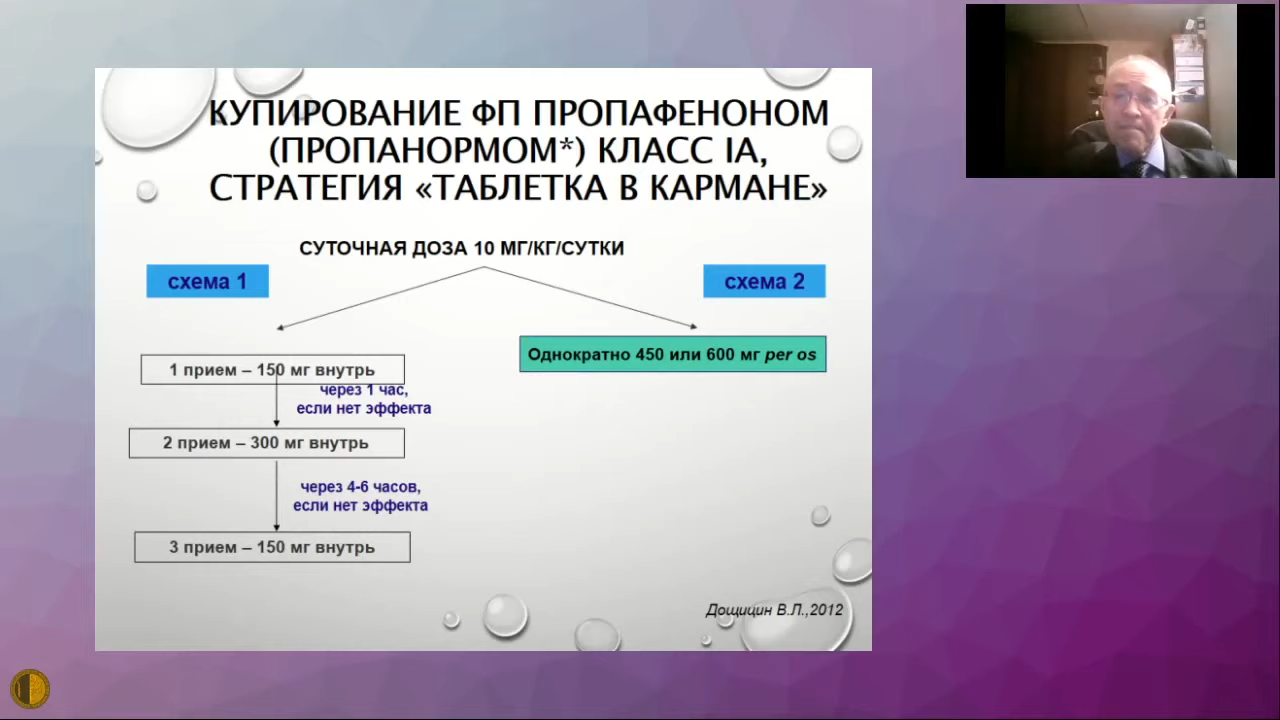 КУПИРОВАНИЕ ФП ПРОПАФЕНОНОМ
(ПРОПАНОРМОМ*) КЛАСС IA,
СТРАТЕГИЯ «ТАБЛЕТКА В КАРМАНЕ»
СУТОЧНАЯ ДОЗА 10 МГ/КГ/СУТКИ
схема 1
схема 2
1 прием – 150 мг внутрь
через 1 час,
если нет эффекта
2 прием – 300 мг внутрь
через 4-6 часов,
если нет эффекта
3 прием – 150 мг внутрь
Однократно 450 или 600 мг per os
Дощицин В.Л.,2012